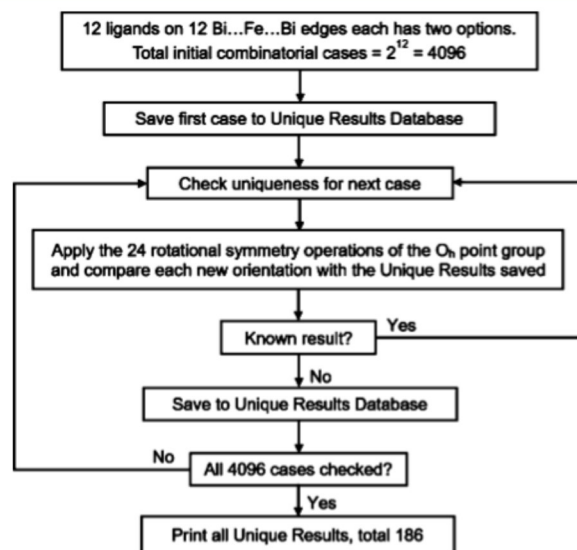 12 ligands on 12 Bi...Fe...Bi edges each has two options.
Total initial combinatorial cases = 2^12 = 4096
Save first case to Unique Results Database
Check uniqueness for next case
Apply the 24 rotational symmetry operations of the Oₕ point group
and compare each new orientation with the Unique Results saved
Known result?
Yes
No
Save to Unique Results Database
No
All 4096 cases checked?
Yes
Print all Unique Results, total 186